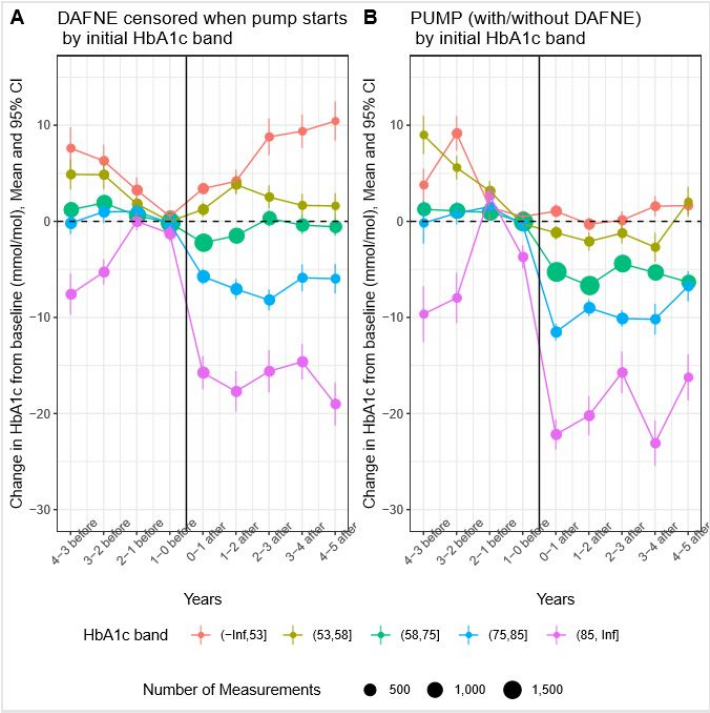 A DAFNE censored when pump starts
by initial HbA1c band
B PUMP (with/without DAFNE)
by initial HbA1c band
Change in HbA1c from baseline (mmol/mol), Mean and 95% CI
10
0
−10
−20
−30
4−3 before
3−2 before
2−1 before
1−0 before
0−1 after
1−2 after
2−3 after
3−4 after
4−5 after
Years
Change in HbA1c from baseline (mmol/mol), Mean and 95% CI
10
0
−10
−20
−30
4−3 before
3−2 before
2−1 before
1−0 before
0−1 after
1−2 after
2−3 after
3−4 after
4−5 after
Years
HbA1c band (−Inf,53] (53,58] (58,75] (75,85] (85, Inf]
Number of Measurements 500 1,000 1,500